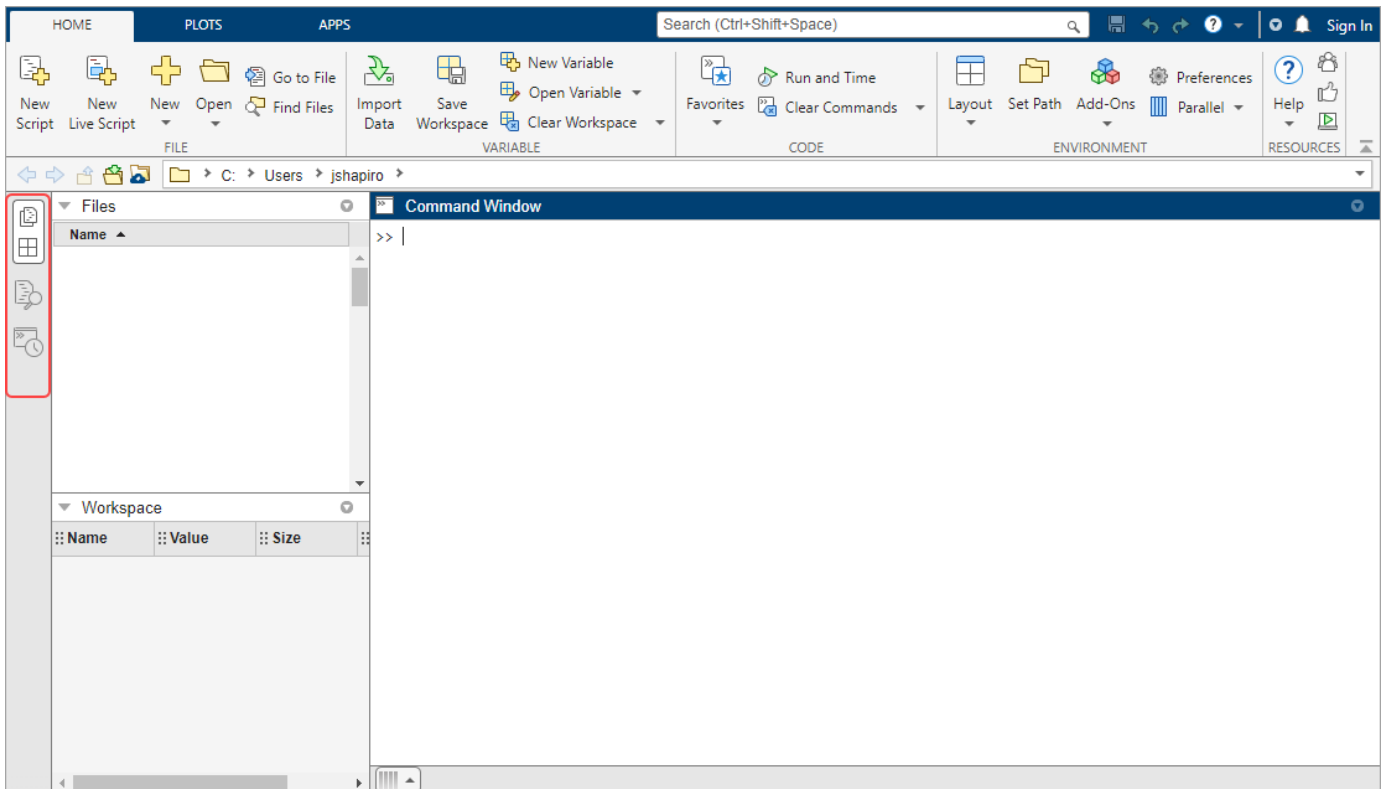 HOME PLOTS APPS Search (Ctrl+Shift+Space) Sign In
New Script
New Live Script
New
Open
Go to File
Find Files
FILE
Import Data
Save Workspace
New Variable
Open Variable
Clear Workspace
VARIABLE
Favorites
Run and Time
Clear Commands
CODE
Layout
Set Path
Add-Ons
Preferences
Parallel
ENVIRONMENT
Help
RESOURCES
C: Users jshapiro
Files
Name
Command Window
>>
Workspace
Name Value Size